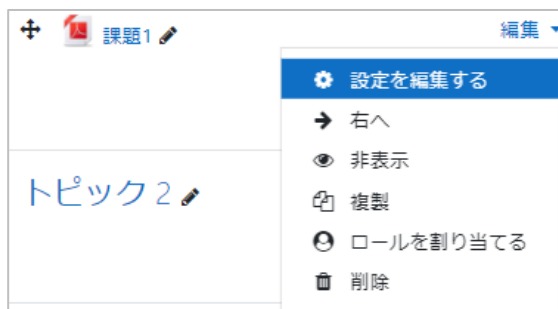 課題1
編集
設定を編集する
右へ
非表示
トピック 2
複製
ロールを割り当てる
削除